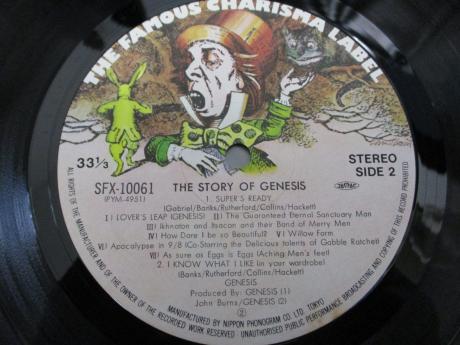 THE FAMOUS CHARISMA LABEL
33⅓
STEREO
SIDE 2
SFX-10061
(PYM-4951)
THE STORY OF GENESIS
1. SUPER'S READY
(Gabriel/Banks/Rutherford/Collins/Hackett)
I) LOVER'S LEAP (GENESIS) II) The Guaranteed Eternal Sanctuary Man
III) Ikhnaton and Itsacon and their Band of Merry Men
IV) How Dare I be so Beautiful? V) Willow Farm
VI) Apocalypse in 9/8 (Co-Starring the Delicious talents of Gabble Ratchet)
VII) As sure as Eggs is Eggs (Aching Men's feet)
2. I KNOW WHAT I LIKE (in your wardrobe)
(Banks/Rutherford/Collins/Hackett)
GENESIS
Produced By: GENESIS (1)
John Burns/GENESIS (2)
②
ALL RIGHTS OF THE MANUFACTURER AND OF THE OWNER OF THE RECORDED WORK RESERVED MANUFACTURED BY NIPPON PHONOGRAM CO. LTD. TOKYO. UNAUTHORISED PUBLIC PERFORMANCE BROADCASTING AND COPYING OF THIS RECORD PROHIBITED